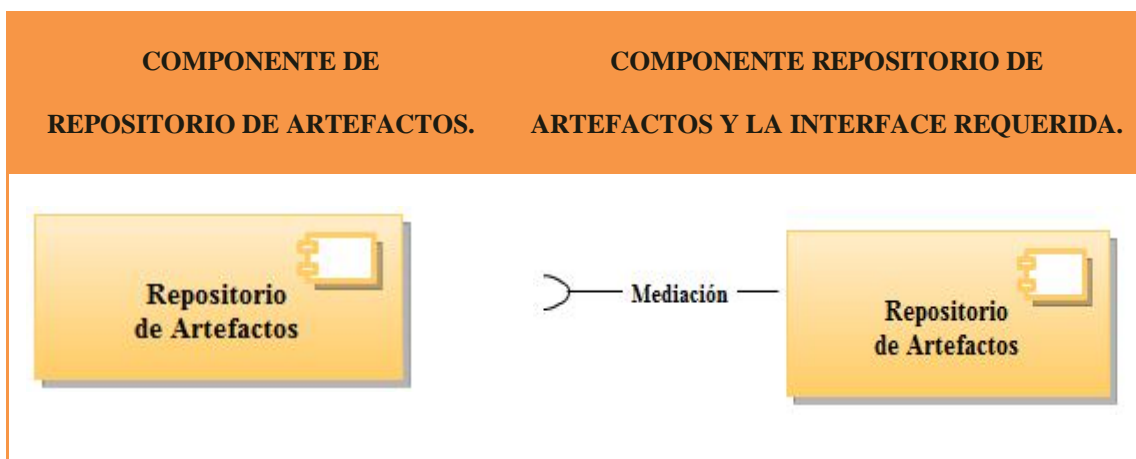 COMPONENTE DE
REPOSITORIO DE ARTEFACTOS.
COMPONENTE REPOSITORIO DE
ARTEFACTOS Y LA INTERFACE REQUERIDA.
Repositorio
de Artefactos
Mediación
Repositorio
de Artefactos